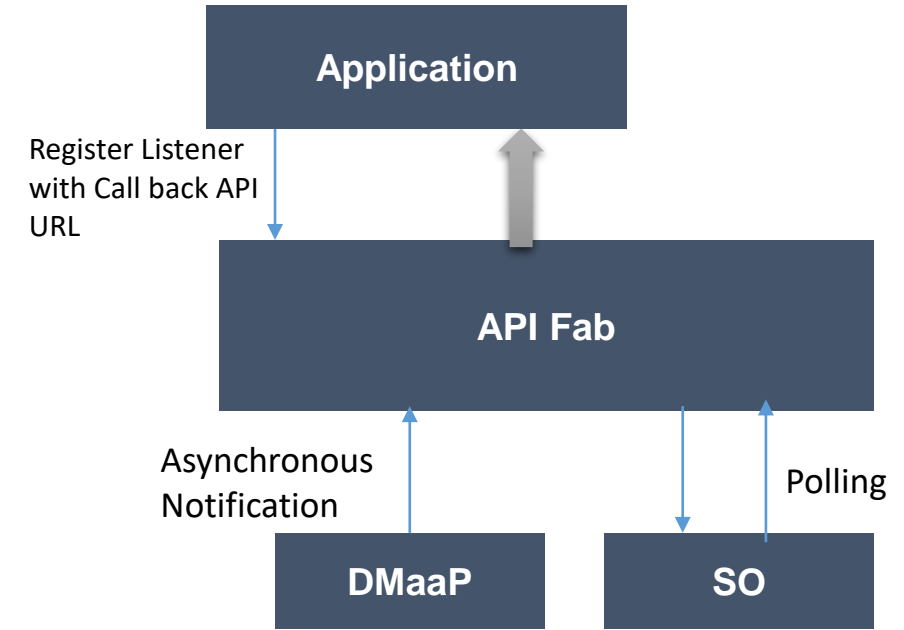 Application
Register Listener
with Call back API
URL
API Fab
Asynchronous
Notification
Polling
DMaaP
SO